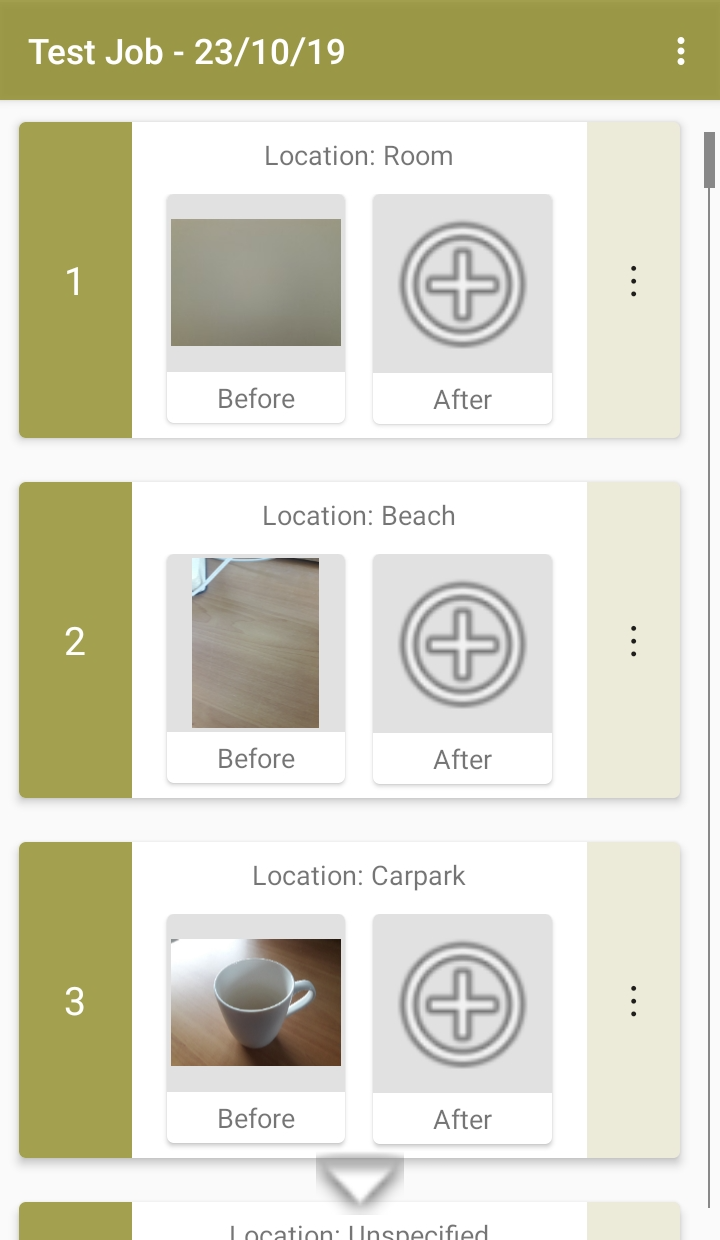 Test Job - 23/10/19
Location: Room
1
Before
After
Location: Beach
2
Before
After
Location: Carpark
3
Before
After
Location: Unspecified